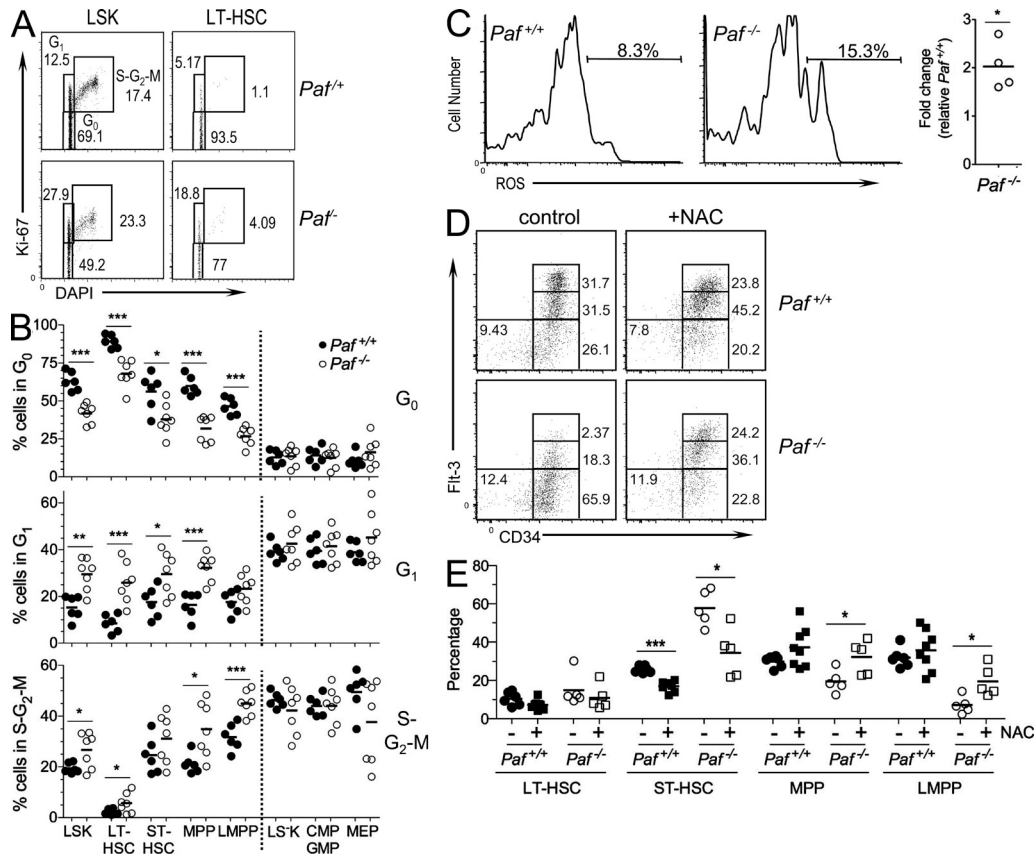 A
LSK
LT-HSC
G1
12.5
S-G2-M
17.4
G0
69.1
5.17
1.1
93.5
Paf/+
27.9
23.3
49.2
18.8
4.09
77
Paf/-
Ki-67
0
0
DAPI
B
% cells in G0
100
75
50
25
0
***
***
*
***
***
Paf+/+
Paf-/-
G0
% cells in G1
60
40
20
0
**
***
*
***
G1
% cells in S-G2-M
60
40
20
0
*
*
*
***
S-
G2-M
LSK
LT-
HSC
ST-
HSC
MPP
LMPP
LS-K
CMP
GMP
MEP
C
Cell Number
0
Paf+/+
8.3%
Paf-/-
15.3%
ROS
Fold change
(relative Paf+/+)
3
2
1
0
*
Paf-/-
D
control
+NAC
9.43
31.7
31.5
26.1
7.8
23.8
45.2
20.2
Paf+/+
12.4
2.37
18.3
65.9
11.9
24.2
36.1
22.8
Paf-/-
Flt-3
0
0
CD34
E
Percentage
80
60
40
20
0
***
*
*
*
- + - + - + - + - + - + - + - + NAC
Paf+/+ Paf-/- Paf+/+ Paf-/- Paf+/+ Paf-/- Paf+/+ Paf-/-
LT-HSC ST-HSC MPP LMPP